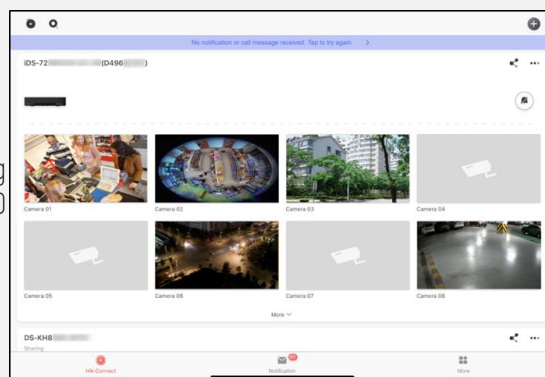 No notification or call message received. Tap to try again.
iDS-72 (D496 )
Camera 01
Camera 02
Camera 03
Camera 04
Camera 05
Camera 06
Camera 07
Camera 08
More
DS-KH8
Sharing
Hik-Connect
Notification
More